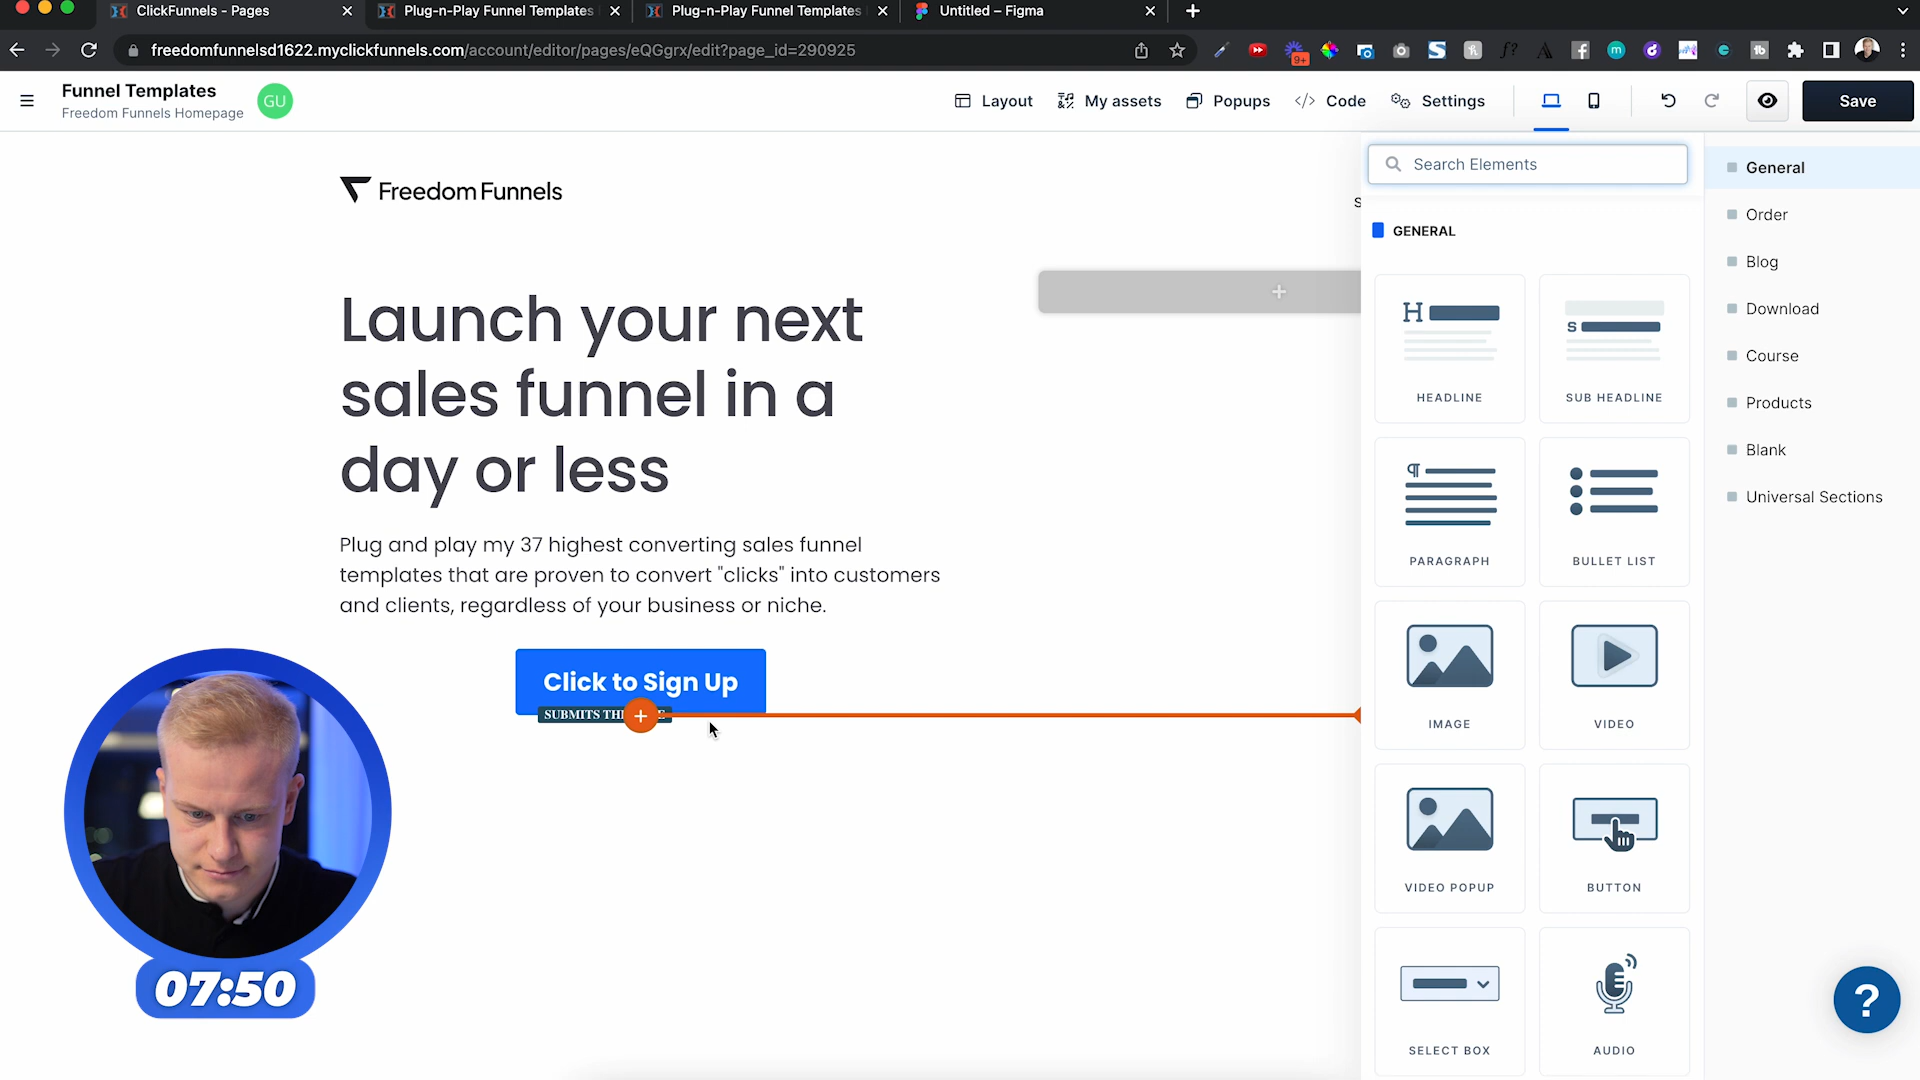 ClickFunnels - Pages
Plug-n-Play Funnel Templates
Plug-n-Play Funnel Templates
Untitled – Figma
freedomfunnelsd1622.myclickfunnels.com/account/editor/pages/eQGgrx/edit?page_id=290925
9+
Funnel Templates
Freedom Funnels Homepage
GU
Layout
My assets
Popups
Code
Settings
Save
Freedom Funnels
Launch your next
sales funnel in a
day or less
Plug and play my 37 highest converting sales funnel
templates that are proven to convert "clicks" into customers
and clients, regardless of your business or niche.
Click to Sign Up
SUBMITS
07:50
Search Elements
GENERAL
HEADLINE
SUB HEADLINE
PARAGRAPH
BULLET LIST
IMAGE
VIDEO
VIDEO POPUP
BUTTON
SELECT BOX
AUDIO
General
Order
Blog
Download
Course
Products
Blank
Universal Sections
?